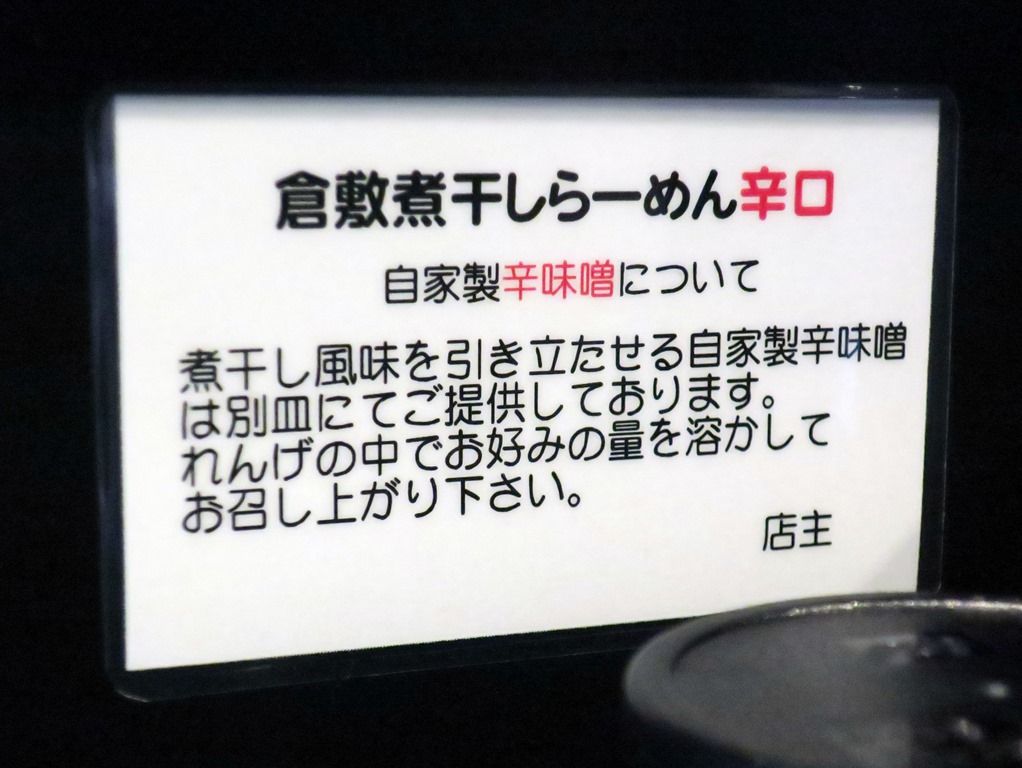 倉敷煮干しらーめん辛口
自家製辛味噌について
煮干し風味を引き立たせる自家製辛味噌
は別皿にてご提供しております。
れんげの中でお好みの量を溶かして
お召し上がり下さい。
店主